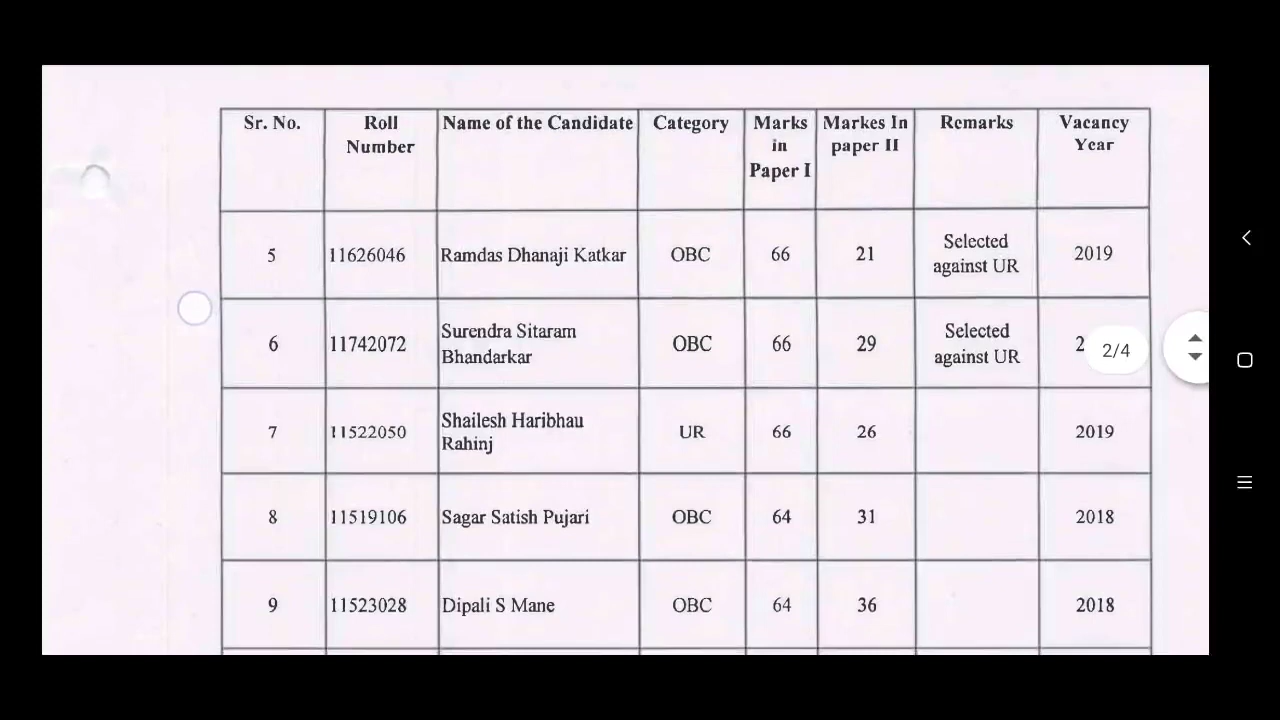 Sr. No. Roll Number Name of the Candidate Category Marks in Paper I Markes In paper II Remarks Vacancy Year
5 11626046 Ramdas Dhanaji Katkar OBC 66 21 Selected against UR 2019
6 11742072 Surendra Sitaram Bhandarkar OBC 66 29 Selected against UR 2
2/4
7 11522050 Shailesh Haribhau Rahinj UR 66 26 2019
8 11519106 Sagar Satish Pujari OBC 64 31 2018
9 11523028 Dipali S Mane OBC 64 36 2018